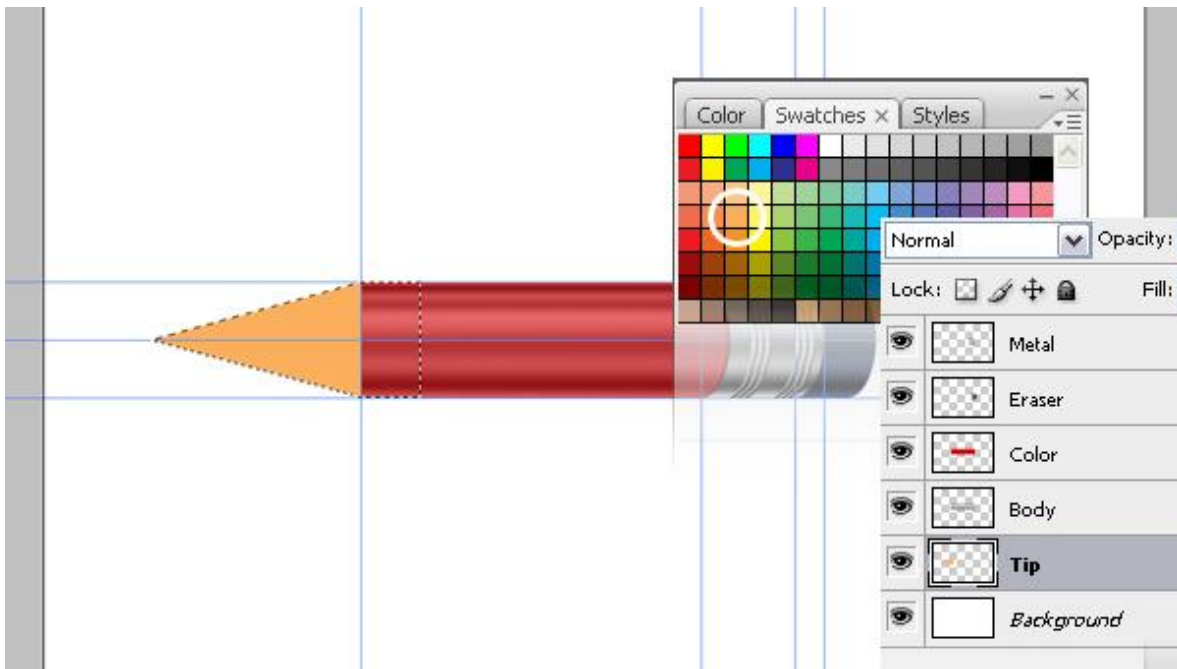 Color Swatches × Styles
Normal Opacity:
Lock: Fill:
Metal
Eraser
Color
Body
Tip
Background